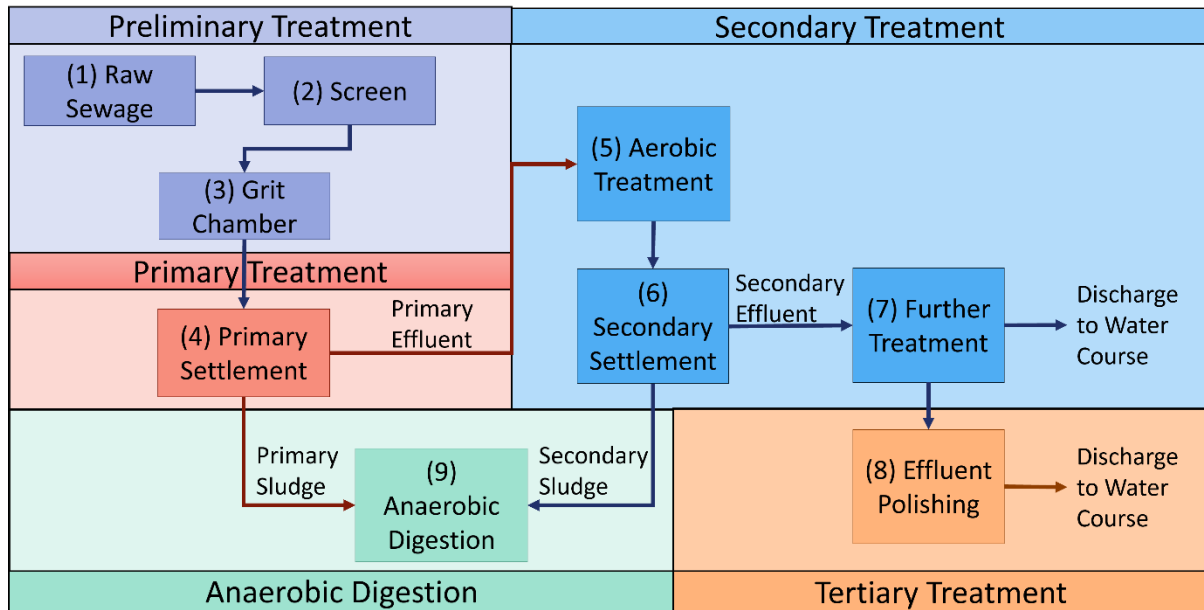 Preliminary Treatment
Secondary Treatment
(1) Raw
Sewage
(2) Screen
(3) Grit
Chamber
(5) Aerobic
Treatment
Primary Treatment
(4) Primary
Settlement
Primary
Effluent
(6)
Secondary
Settlement
Secondary
Effluent
(7) Further
Treatment
Discharge
to Water
Course
Primary
Sludge
(9)
Anaerobic
Digestion
Secondary
Sludge
(8) Effluent
Polishing
Discharge
to Water
Course
Anaerobic Digestion
Tertiary Treatment